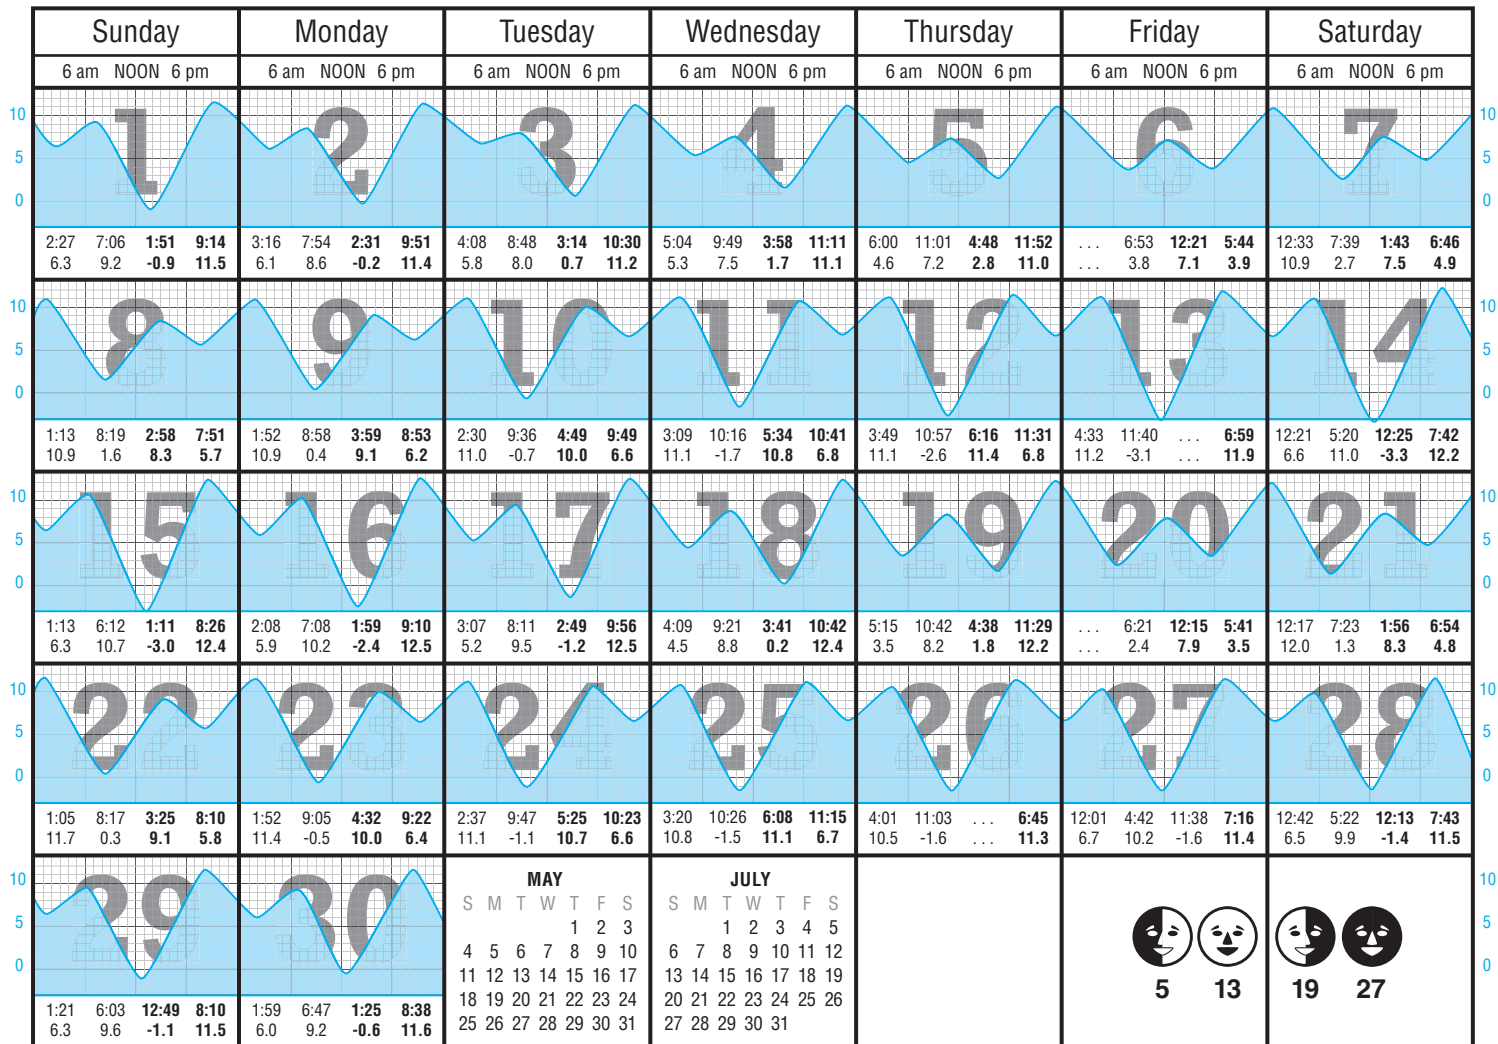 Sunday Monday Tuesday Wednesday Thursday Friday Saturday
6 am NOON 6 pm 6 am NOON 6 pm 6 am NOON 6 pm 6 am NOON 6 pm 6 am NOON 6 pm 6 am NOON 6 pm 6 am NOON 6 pm
10 1 2 3 4 5 6 7 10
5 5
0 0
2:27 7:06 1:51 9:14 3:16 7:54 2:31 9:51 4:08 8:48 3:14 10:30 5:04 9:49 3:58 11:11 6:00 11:01 4:48 11:52 . . . 6:53 12:21 5:44 12:33 7:39 1:43 6:46
6.3 9.2 -0.9 11.5 6.1 8.6 -0.2 11.4 5.8 8.0 0.7 11.2 5.3 7.5 1.7 11.1 4.6 7.2 2.8 11.0 . . . 3.8 7.1 3.9 10.9 2.7 7.5 4.9
10 8 9 10 11 12 13 14 10
5 5
0 0
1:13 8:19 2:58 7:51 1:52 8:58 3:59 8:53 2:30 9:36 4:49 9:49 3:09 10:16 5:34 10:41 3:49 10:57 6:16 11:31 4:33 11:40 . . . 6:59 12:21 5:20 12:25 7:42
10.9 1.6 8.3 5.7 10.9 0.4 9.1 6.2 11.0 -0.7 10.0 6.6 11.1 -1.7 10.8 6.8 11.1 -2.6 11.4 6.8 11.2 -3.1 . . . 11.9 6.6 11.0 -3.3 12.2
10 15 16 17 18 19 20 21 10
5 5
0 0
1:13 6:12 1:11 8:26 2:08 7:08 1:59 9:10 3:07 8:11 2:49 9:56 4:09 9:21 3:41 10:42 5:15 10:42 4:38 11:29 . . . 6:21 12:15 5:41 12:17 7:23 1:56 6:54
6.3 10.7 -3.0 12.4 5.9 10.2 -2.4 12.5 5.2 9.5 -1.2 12.5 4.5 8.8 0.2 12.4 3.5 8.2 1.8 12.2 . . . 2.4 7.9 3.5 12.0 1.3 8.3 4.8
10 22 23 24 25 26 27 28 10
5 5
0 0
1:05 8:17 3:25 8:10 1:52 9:05 4:32 9:22 2:37 9:47 5:25 10:23 3:20 10:26 6:08 11:15 4:01 11:03 . . . 6:45 12:01 4:42 11:38 7:16 12:42 5:22 12:13 7:43
11.7 0.3 9.1 5.8 11.4 -0.5 10.0 6.4 11.1 -1.1 10.7 6.6 10.8 -1.5 11.1 6.7 10.5 -1.6 . . . 11.3 6.7 10.2 -1.6 11.4 6.5 9.9 -1.4 11.5
10 29 30 10
5 5
0 0
1:21 6:03 12:49 8:10 1:59 6:47 1:25 8:38
6.3 9.6 -1.1 11.5 6.0 9.2 -0.6 11.6
MAY
S M T W T F S
1 2 3
4 5 6 7 8 9 10
11 12 13 14 15 16 17
18 19 20 21 22 23 24
25 26 27 28 29 30 31
JULY
S M T W T F S
1 2 3 4 5
6 7 8 9 10 11 12
13 14 15 16 17 18 19
20 21 22 23 24 25 26
27 28 29 30 31
5 13 19 27